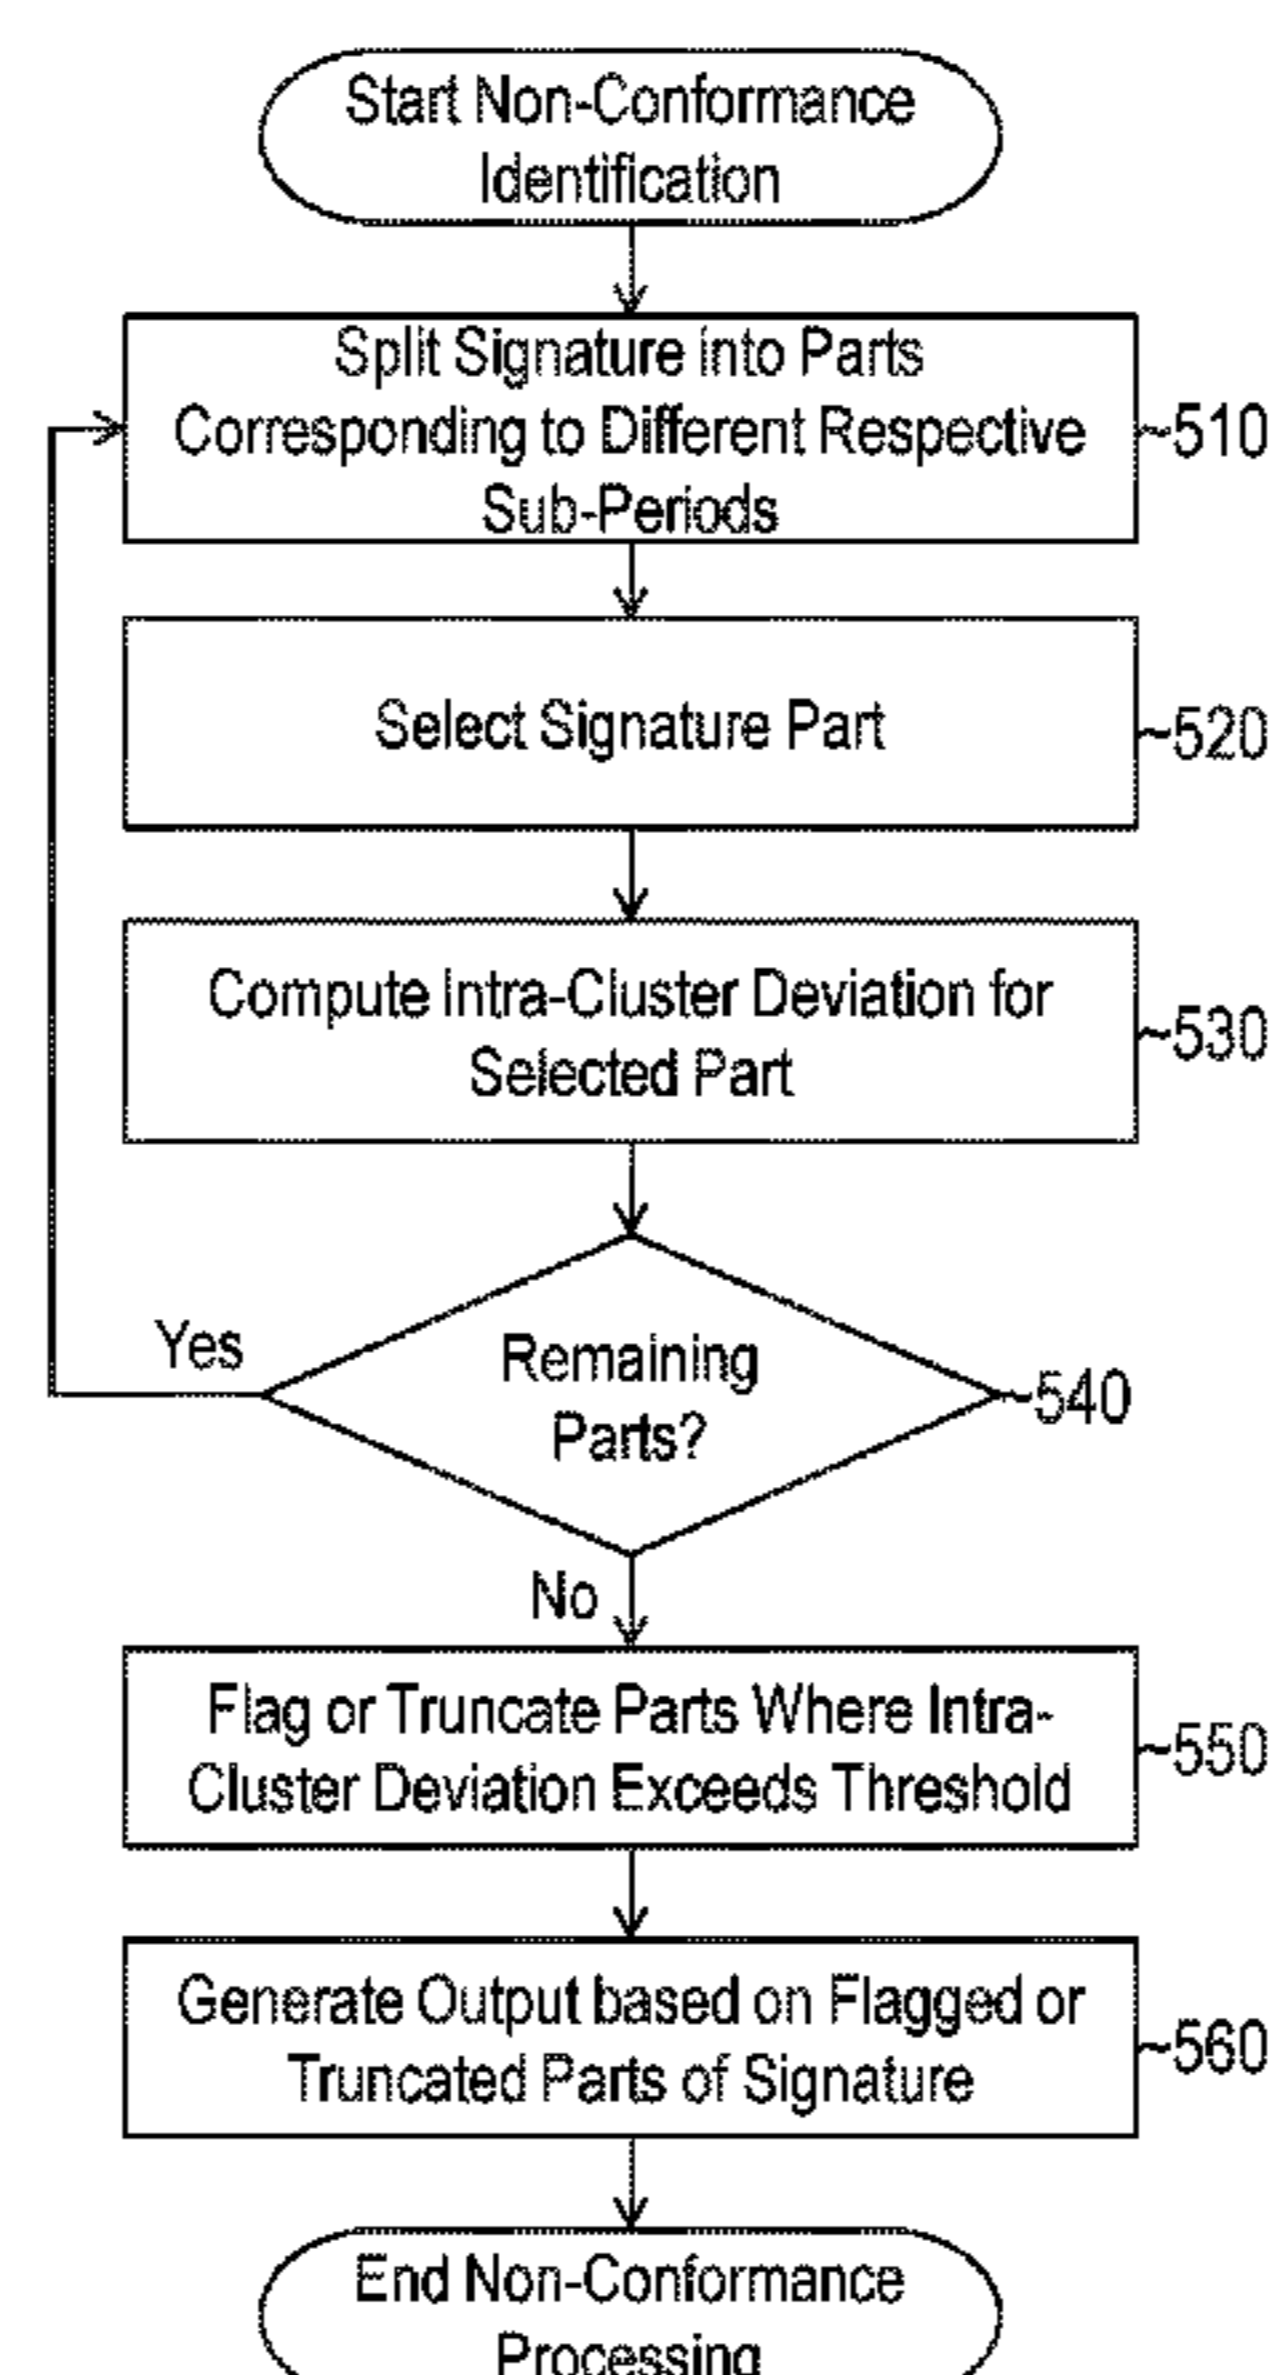 Start Non-Conformance
Identification
Split Signature into Parts
Corresponding to Different Respective
Sub-Periods
~510
Select Signature Part
~520
Compute Intra-Cluster Deviation for
Selected Part
~530
Yes
Remaining
Parts?
~540
No
Flag or Truncate Parts Where Intra-
Cluster Deviation Exceeds Threshold
~550
Generate Output based on Flagged or
Truncated Parts of Signature
~560
End Non-Conformance
Processing